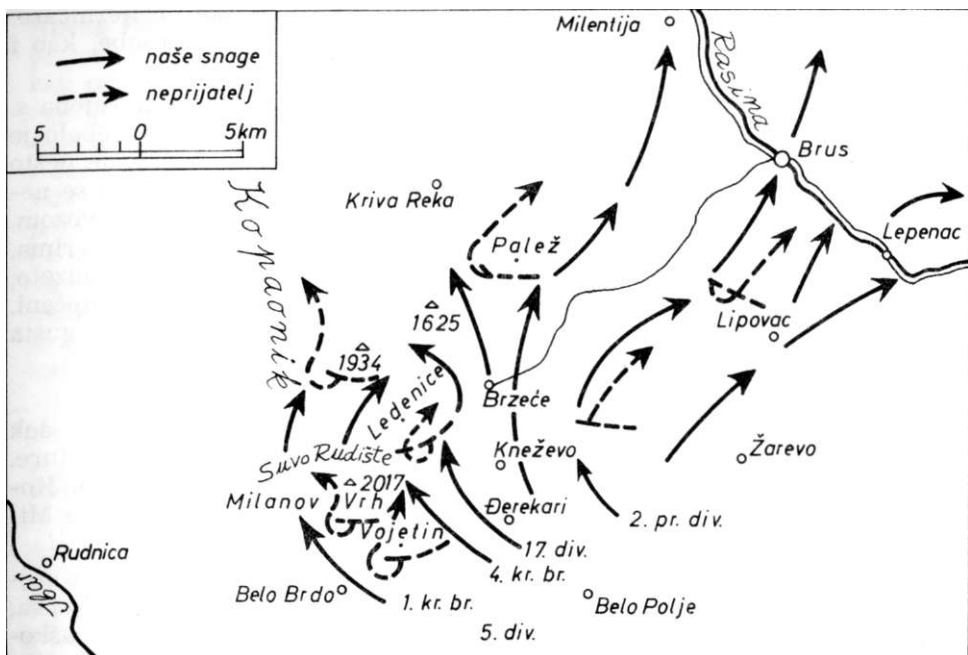 Milentija
naše snage
neprijatelj
5 0 5km
Rasina
Brus
Kriva Reka
Kopaonik
Palež
Lepenac
1625
Lipovac
1934
Ledenice
Brzeće
Suvo Rudište
Kneževo
Žarevo
2017
Milanov Vrh
Vojetin
Đerekari
2. pr. div.
17. div.
Rudnica
4. kr. br.
Ibar
Belo Brdo
1. kr. br.
Belo Polje
5. div.